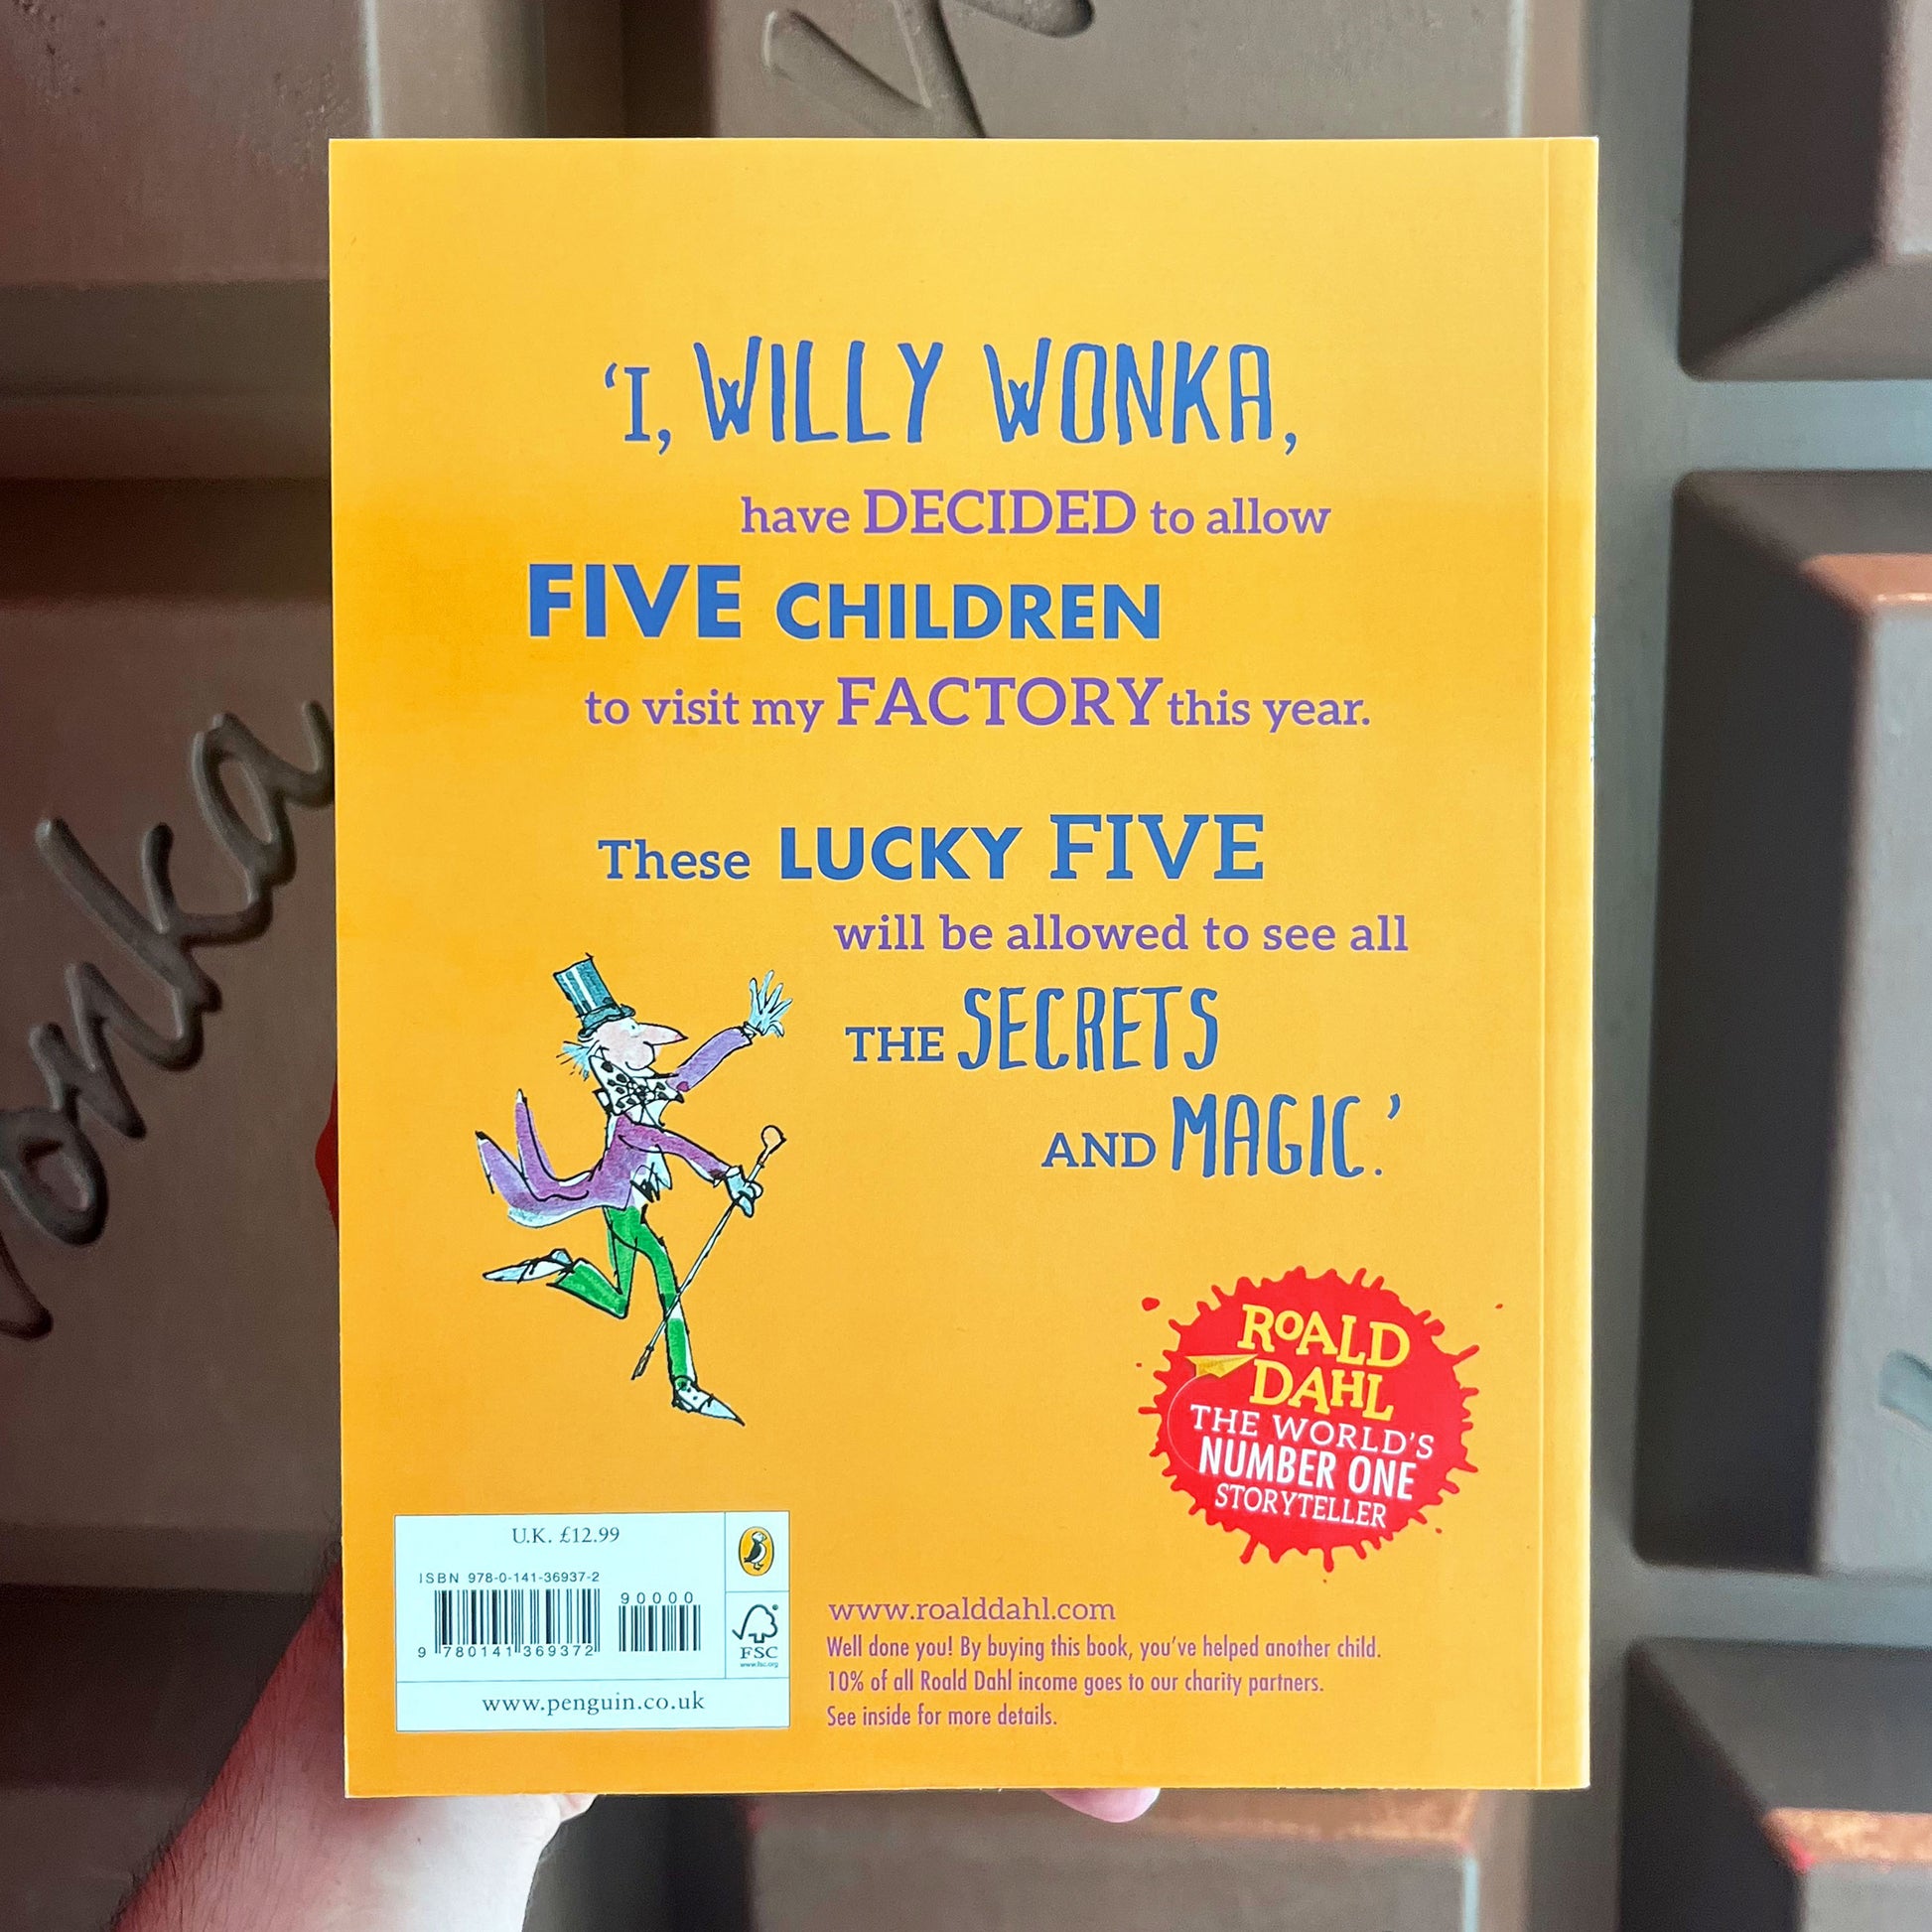 ‘I, WILLY WONKA,
have DECIDED to allow
FIVE CHILDREN
to visit my FACTORY this year.
These LUCKY FIVE
will be allowed to see all
THE SECRETS
AND MAGIC.’
ROALD
DAHL
THE WORLD'S
NUMBER ONE
STORYTELLER
U.K. £12.99
ISBN 978-0-141-36937-2
90000
9 780141 369372
FSC
www.fsc.org
www.penguin.co.uk
www.roalddahl.com
Well done you! By buying this book, you've helped another child.
10% of all Roald Dahl income goes to our charity partners.
See inside for more details.
onka